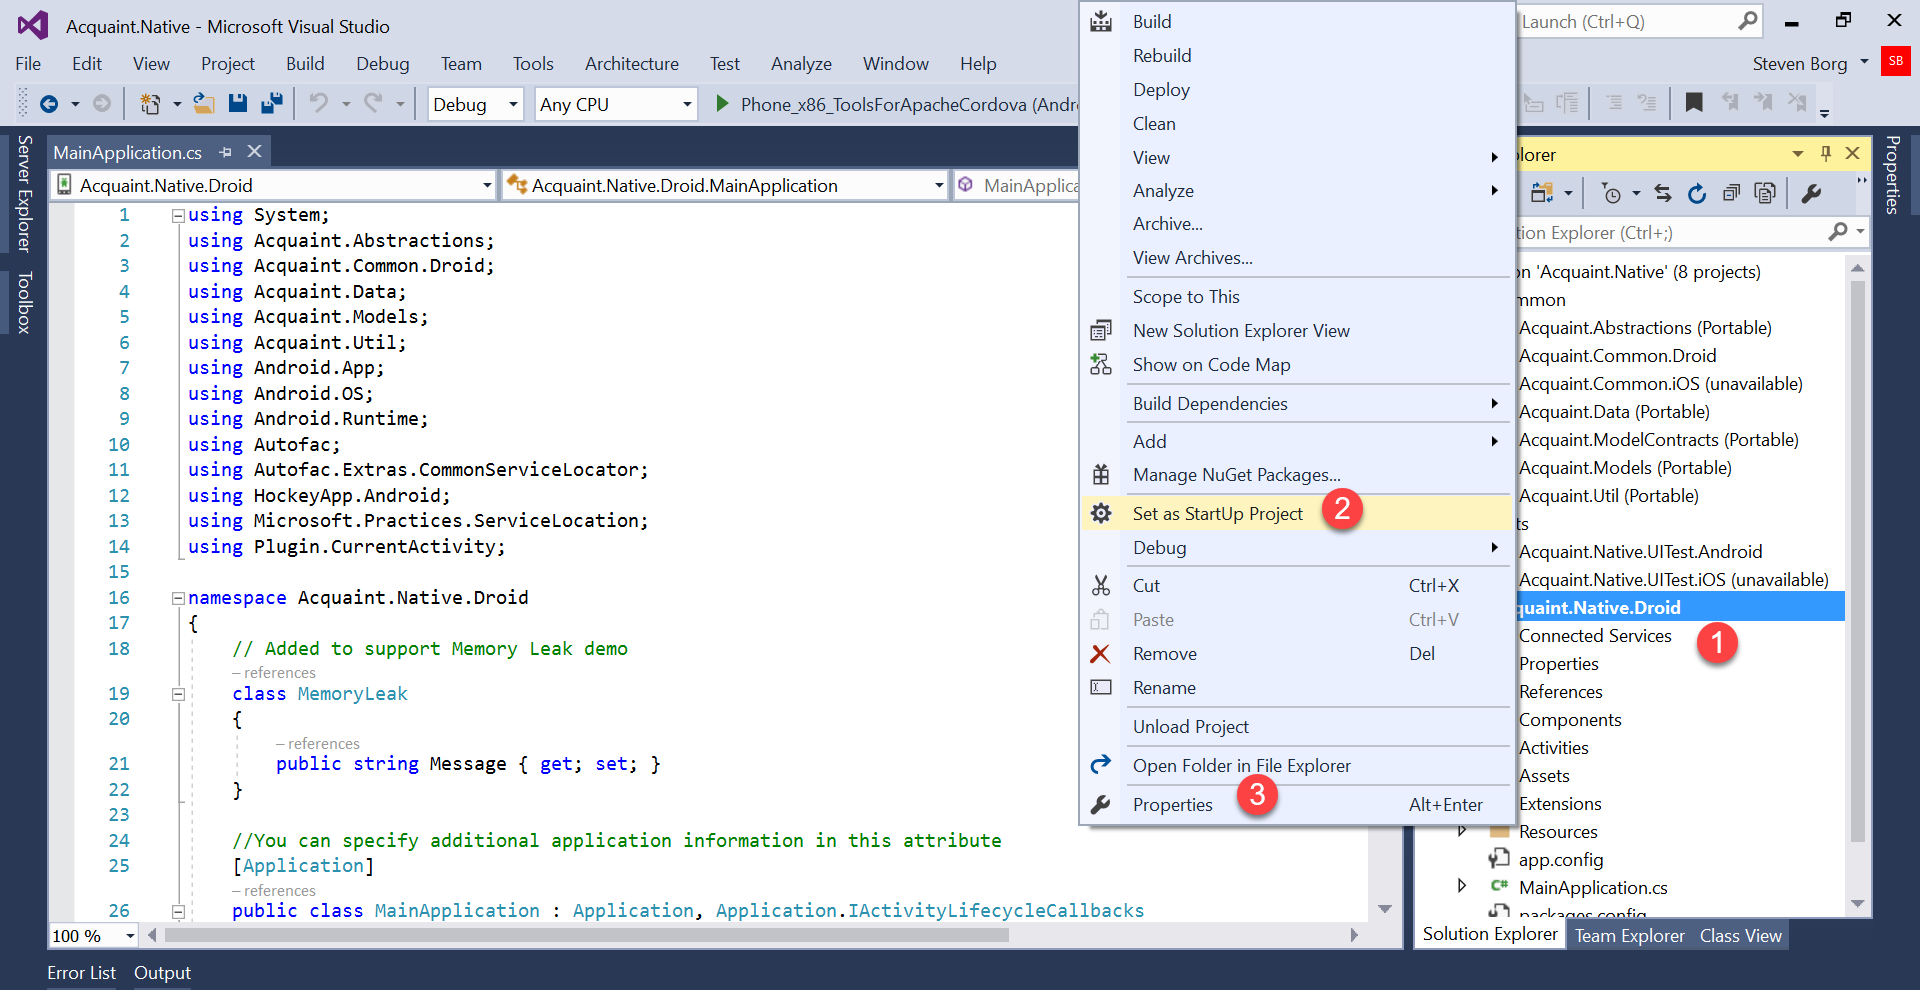 Acquaint.Native - Microsoft Visual Studio
Launch (Ctrl+Q)
File Edit View Project Build Debug Team Tools Architecture Test Analyze Window Help
Steven Borg SB
Debug Any CPU Phone_x86_ToolsForApacheCordova (Andro
Server Explorer
Toolbox
MainApplication.cs
Acquaint.Native.Droid Acquaint.Native.Droid.MainApplication MainApplica
1 using System;
2 using Acquaint.Abstractions;
3 using Acquaint.Common.Droid;
4 using Acquaint.Data;
5 using Acquaint.Models;
6 using Acquaint.Util;
7 using Android.App;
8 using Android.OS;
9 using Android.Runtime;
10 using Autofac;
11 using Autofac.Extras.CommonServiceLocator;
12 using HockeyApp.Android;
13 using Microsoft.Practices.ServiceLocation;
14 using Plugin.CurrentActivity;
15
16 namespace Acquaint.Native.Droid
17 {
18 // Added to support Memory Leak demo
– references
19 class MemoryLeak
20 {
– references
21 public string Message { get; set; }
22 }
23
24 //You can specify additional application information in this attribute
25 [Application]
– references
26 public class MainApplication : Application, Application.IActivityLifecycleCallbacks
100 %
Error List Output
Build
Rebuild
Deploy
Clean
View
Analyze
Archive...
View Archives...
Scope to This
New Solution Explorer View
Show on Code Map
Build Dependencies
Add
Manage NuGet Packages...
Set as StartUp Project 2
Debug
Cut Ctrl+X
Paste Ctrl+V
Remove Del
Rename
Unload Project
Open Folder in File Explorer
Properties 3 Alt+Enter
lorer
tion Explorer (Ctrl+;)
on 'Acquaint.Native' (8 projects)
mmon
Acquaint.Abstractions (Portable)
Acquaint.Common.Droid
Acquaint.Common.iOS (unavailable)
Acquaint.Data (Portable)
Acquaint.ModelContracts (Portable)
Acquaint.Models (Portable)
Acquaint.Util (Portable)
ts
Acquaint.Native.UITest.Android
Acquaint.Native.UITest.iOS (unavailable)
quaint.Native.Droid
Connected Services 1
Properties
References
Components
Activities
Assets
Extensions
Resources
app.config
C# MainApplication.cs
packages.config
Solution Explorer Team Explorer Class View
Properties